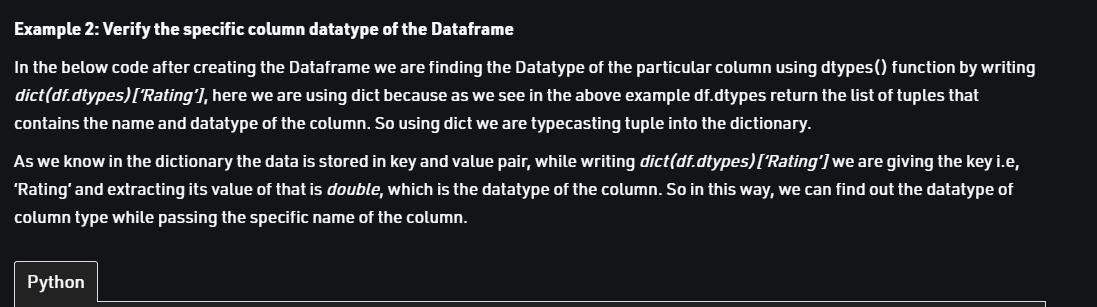 Example 2: Verify the specific column datatype of the Dataframe
In the below code after creating the Dataframe we are finding the Datatype of the particular column using dtypes() function by writing
dict(df.dtypes)['Rating'], here we are using dict because as we see in the above example df.dtypes return the list of tuples that
contains the name and datatype of the column. So using dict we are typecasting tuple into the dictionary.
As we know in the dictionary the data is stored in key and value pair, while writing dict(df.dtypes)['Rating'] we are giving the key i.e,
‘Rating’ and extracting its value of that is double, which is the datatype of the column. So in this way, we can find out the datatype of
column type while passing the specific name of the column.
Python